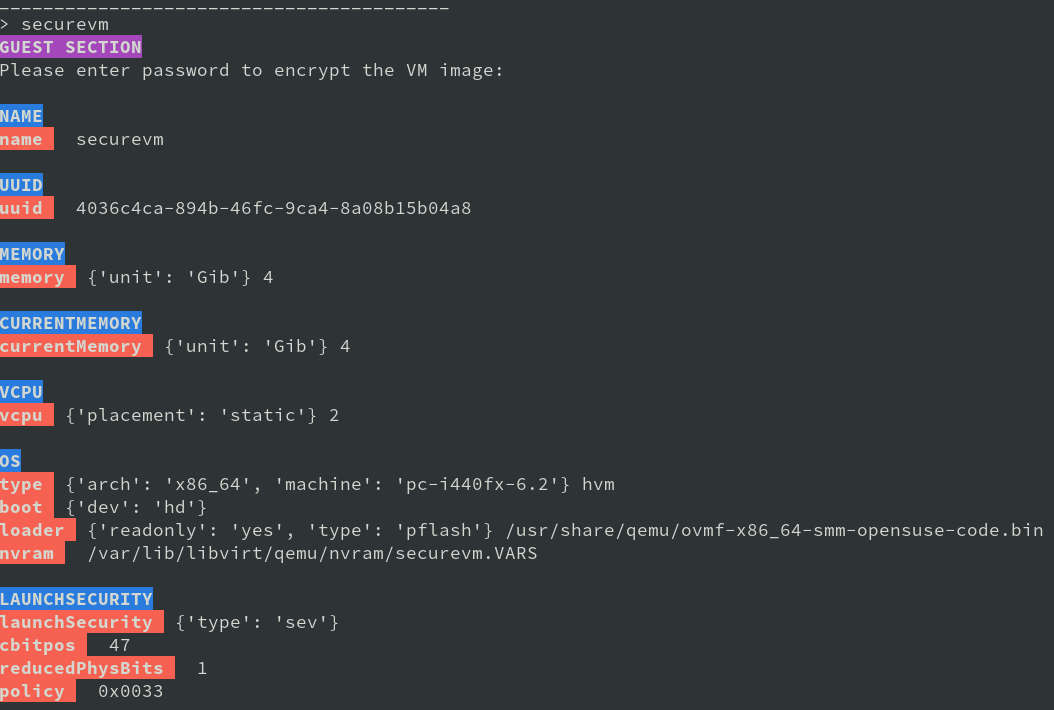 > securevm
GUEST SECTION
Please enter password to encrypt the VM image:
NAME
name securevm
UUID
uuid 4036c4ca-894b-46fc-9ca4-8a08b15b04a8
MEMORY
memory {'unit': 'Gib'} 4
CURRENTMEMORY
currentMemory {'unit': 'Gib'} 4
VCPU
vcpu {'placement': 'static'} 2
OS
type {'arch': 'x86_64', 'machine': 'pc-i440fx-6.2'} hvm
boot {'dev': 'hd'}
loader {'readonly': 'yes', 'type': 'pflash'} /usr/share/qemu/ovmf-x86_64-smm-opensuse-code.bin
nvram /var/lib/libvirt/qemu/nvram/securevm.VARS
LAUNCHSECURITY
launchSecurity {'type': 'sev'}
cbitpos 47
reducedPhysBits 1
policy 0x0033